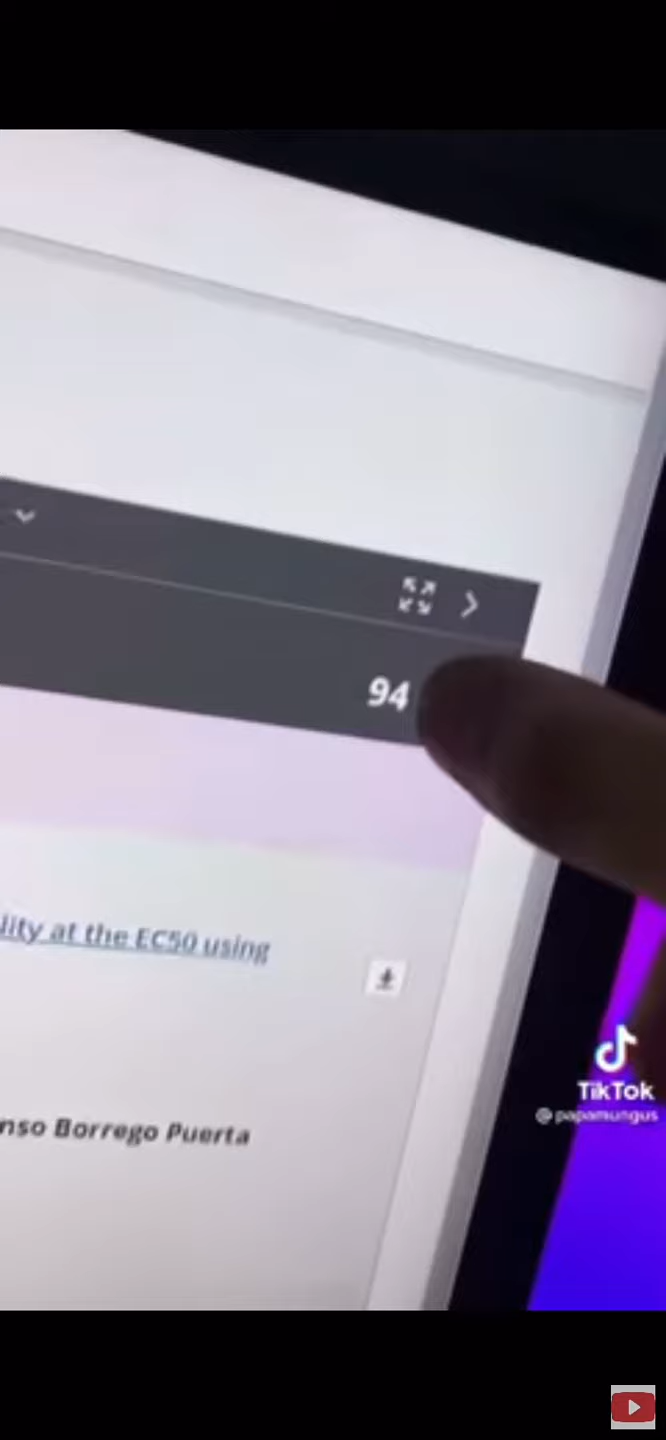 94
lity at the EC50 using
nso Borrego Puerta
TikTok
@papamungus